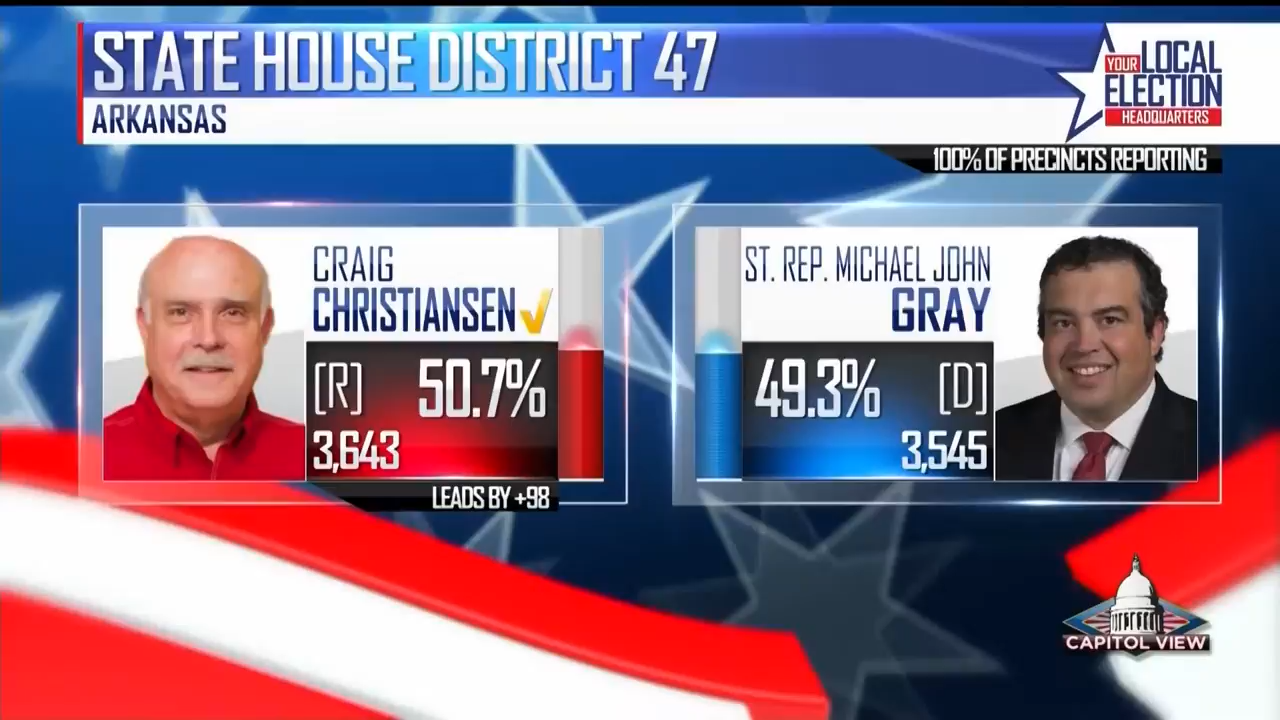 STATE HOUSE DISTRICT 47
ARKANSAS
YOUR LOCAL
ELECTION
HEADQUARTERS
100% OF PRECINCTS REPORTING
CRAIG
CHRISTIANSEN
[R] 50.7%
3,643
LEADS BY +98
ST. REP. MICHAEL JOHN
GRAY
49.3% [D]
3,545
CAPITOL VIEW